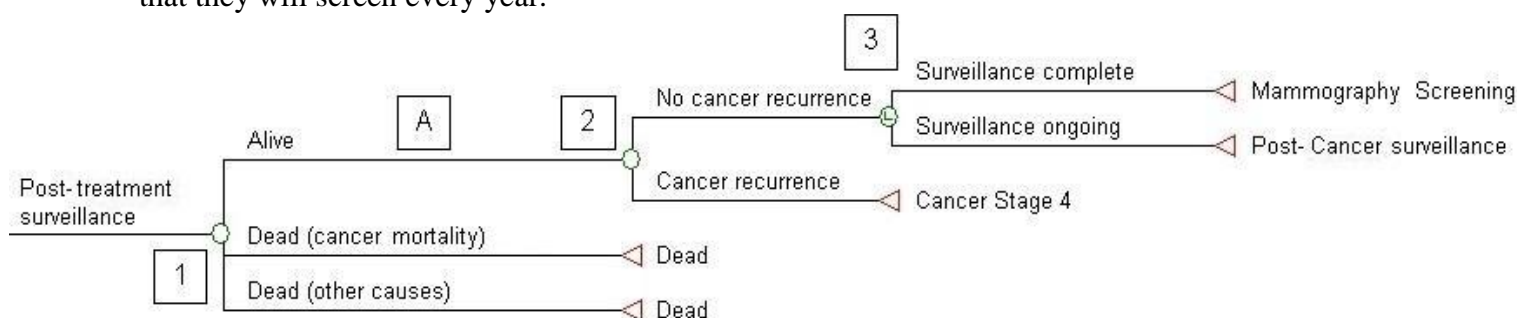 that they will screen every year.
3
Surveillance complete
Mammography Screening
No cancer recurrence
A
2
Surveillance ongoing
Alive
Post-Cancer surveillance
Post-treatment
surveillance
Cancer recurrence
Cancer Stage 4
Dead (cancer mortality)
Dead
1
Dead (other causes)
Dead